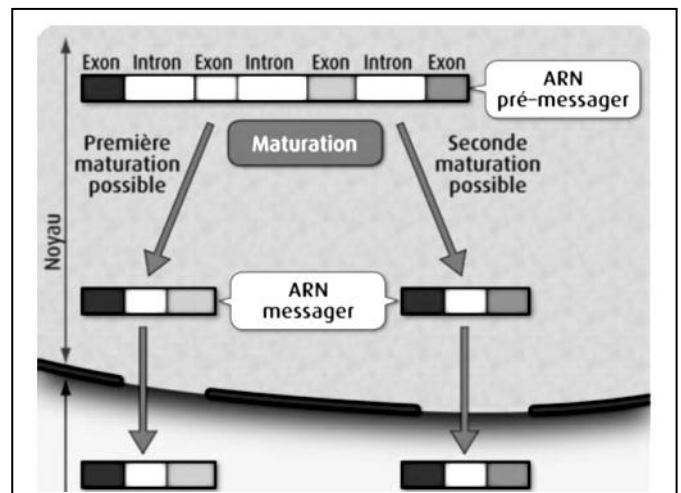 Exon Intron Exon Intron Exon Intron Exon
ARN
pré-messager
Première
maturation
possible
Maturation
Seconde
maturation
possible
Noyau
ARN
messager